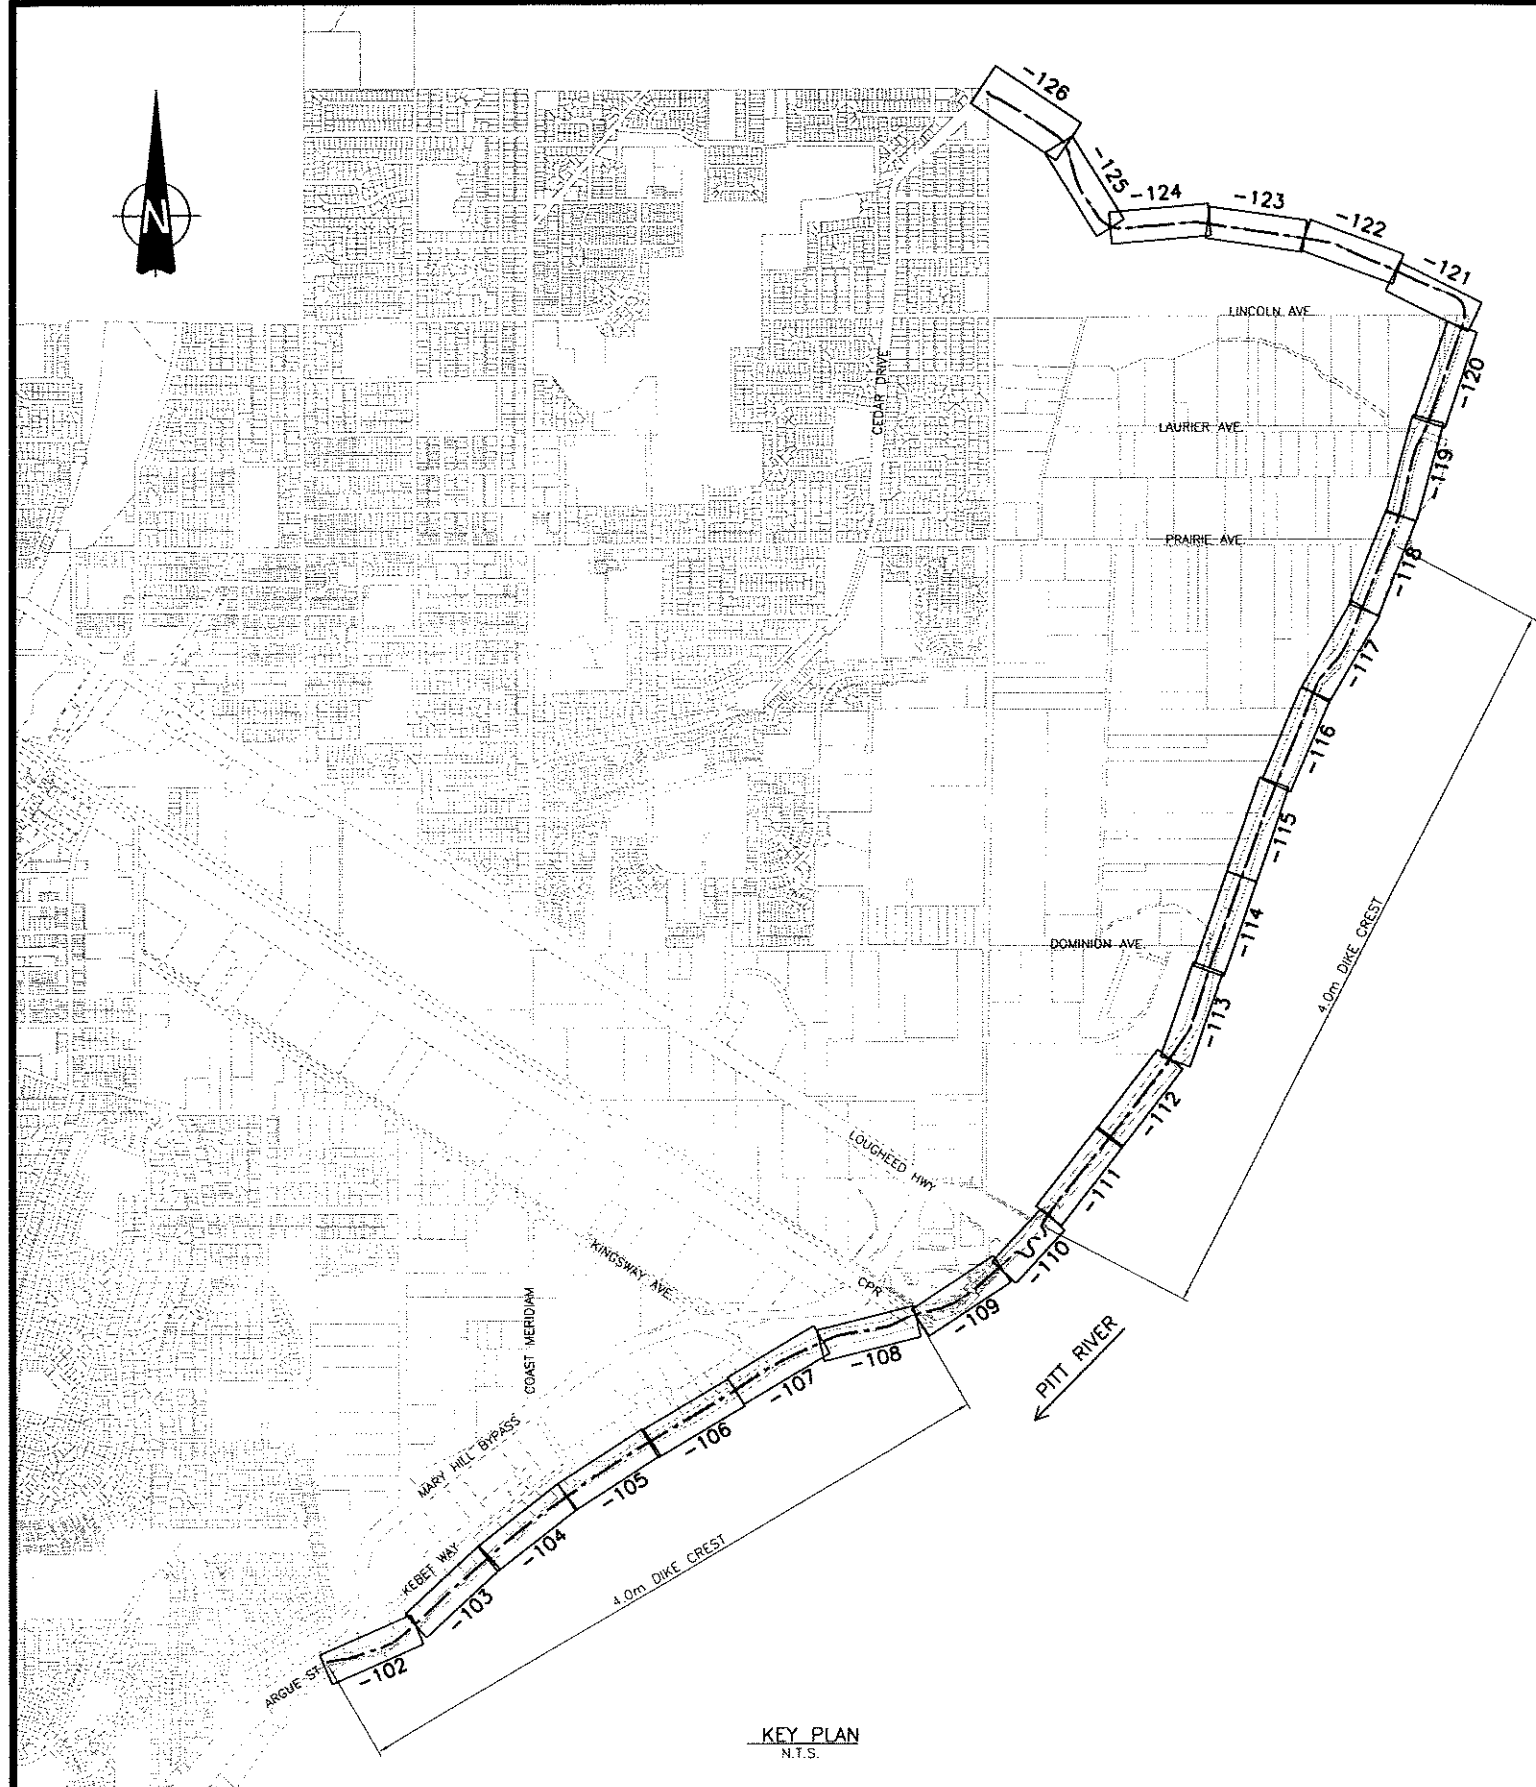 -126
N
-125
-124
-123
-122
-121
LINCOLN AVE.
-120
CEDAR DRIVE
LAURIER AVE.
-119
PRAIRIE AVE.
-118
-117
-116
-115
-114
DOMINION AVE.
4.0m DIKE CREST
-113
-112
LOUGHEED HWY
-111
-110
KINGSWAY AVE.
CPR
-109
COAST MERIDIAM
-108
PITT RIVER
-107
-106
MARY HILL BYPASS
-105
-104
KEBET WAY
4.0m DIKE CREST
-103
-102
ARGUE ST
KEY PLAN
N.T.S.